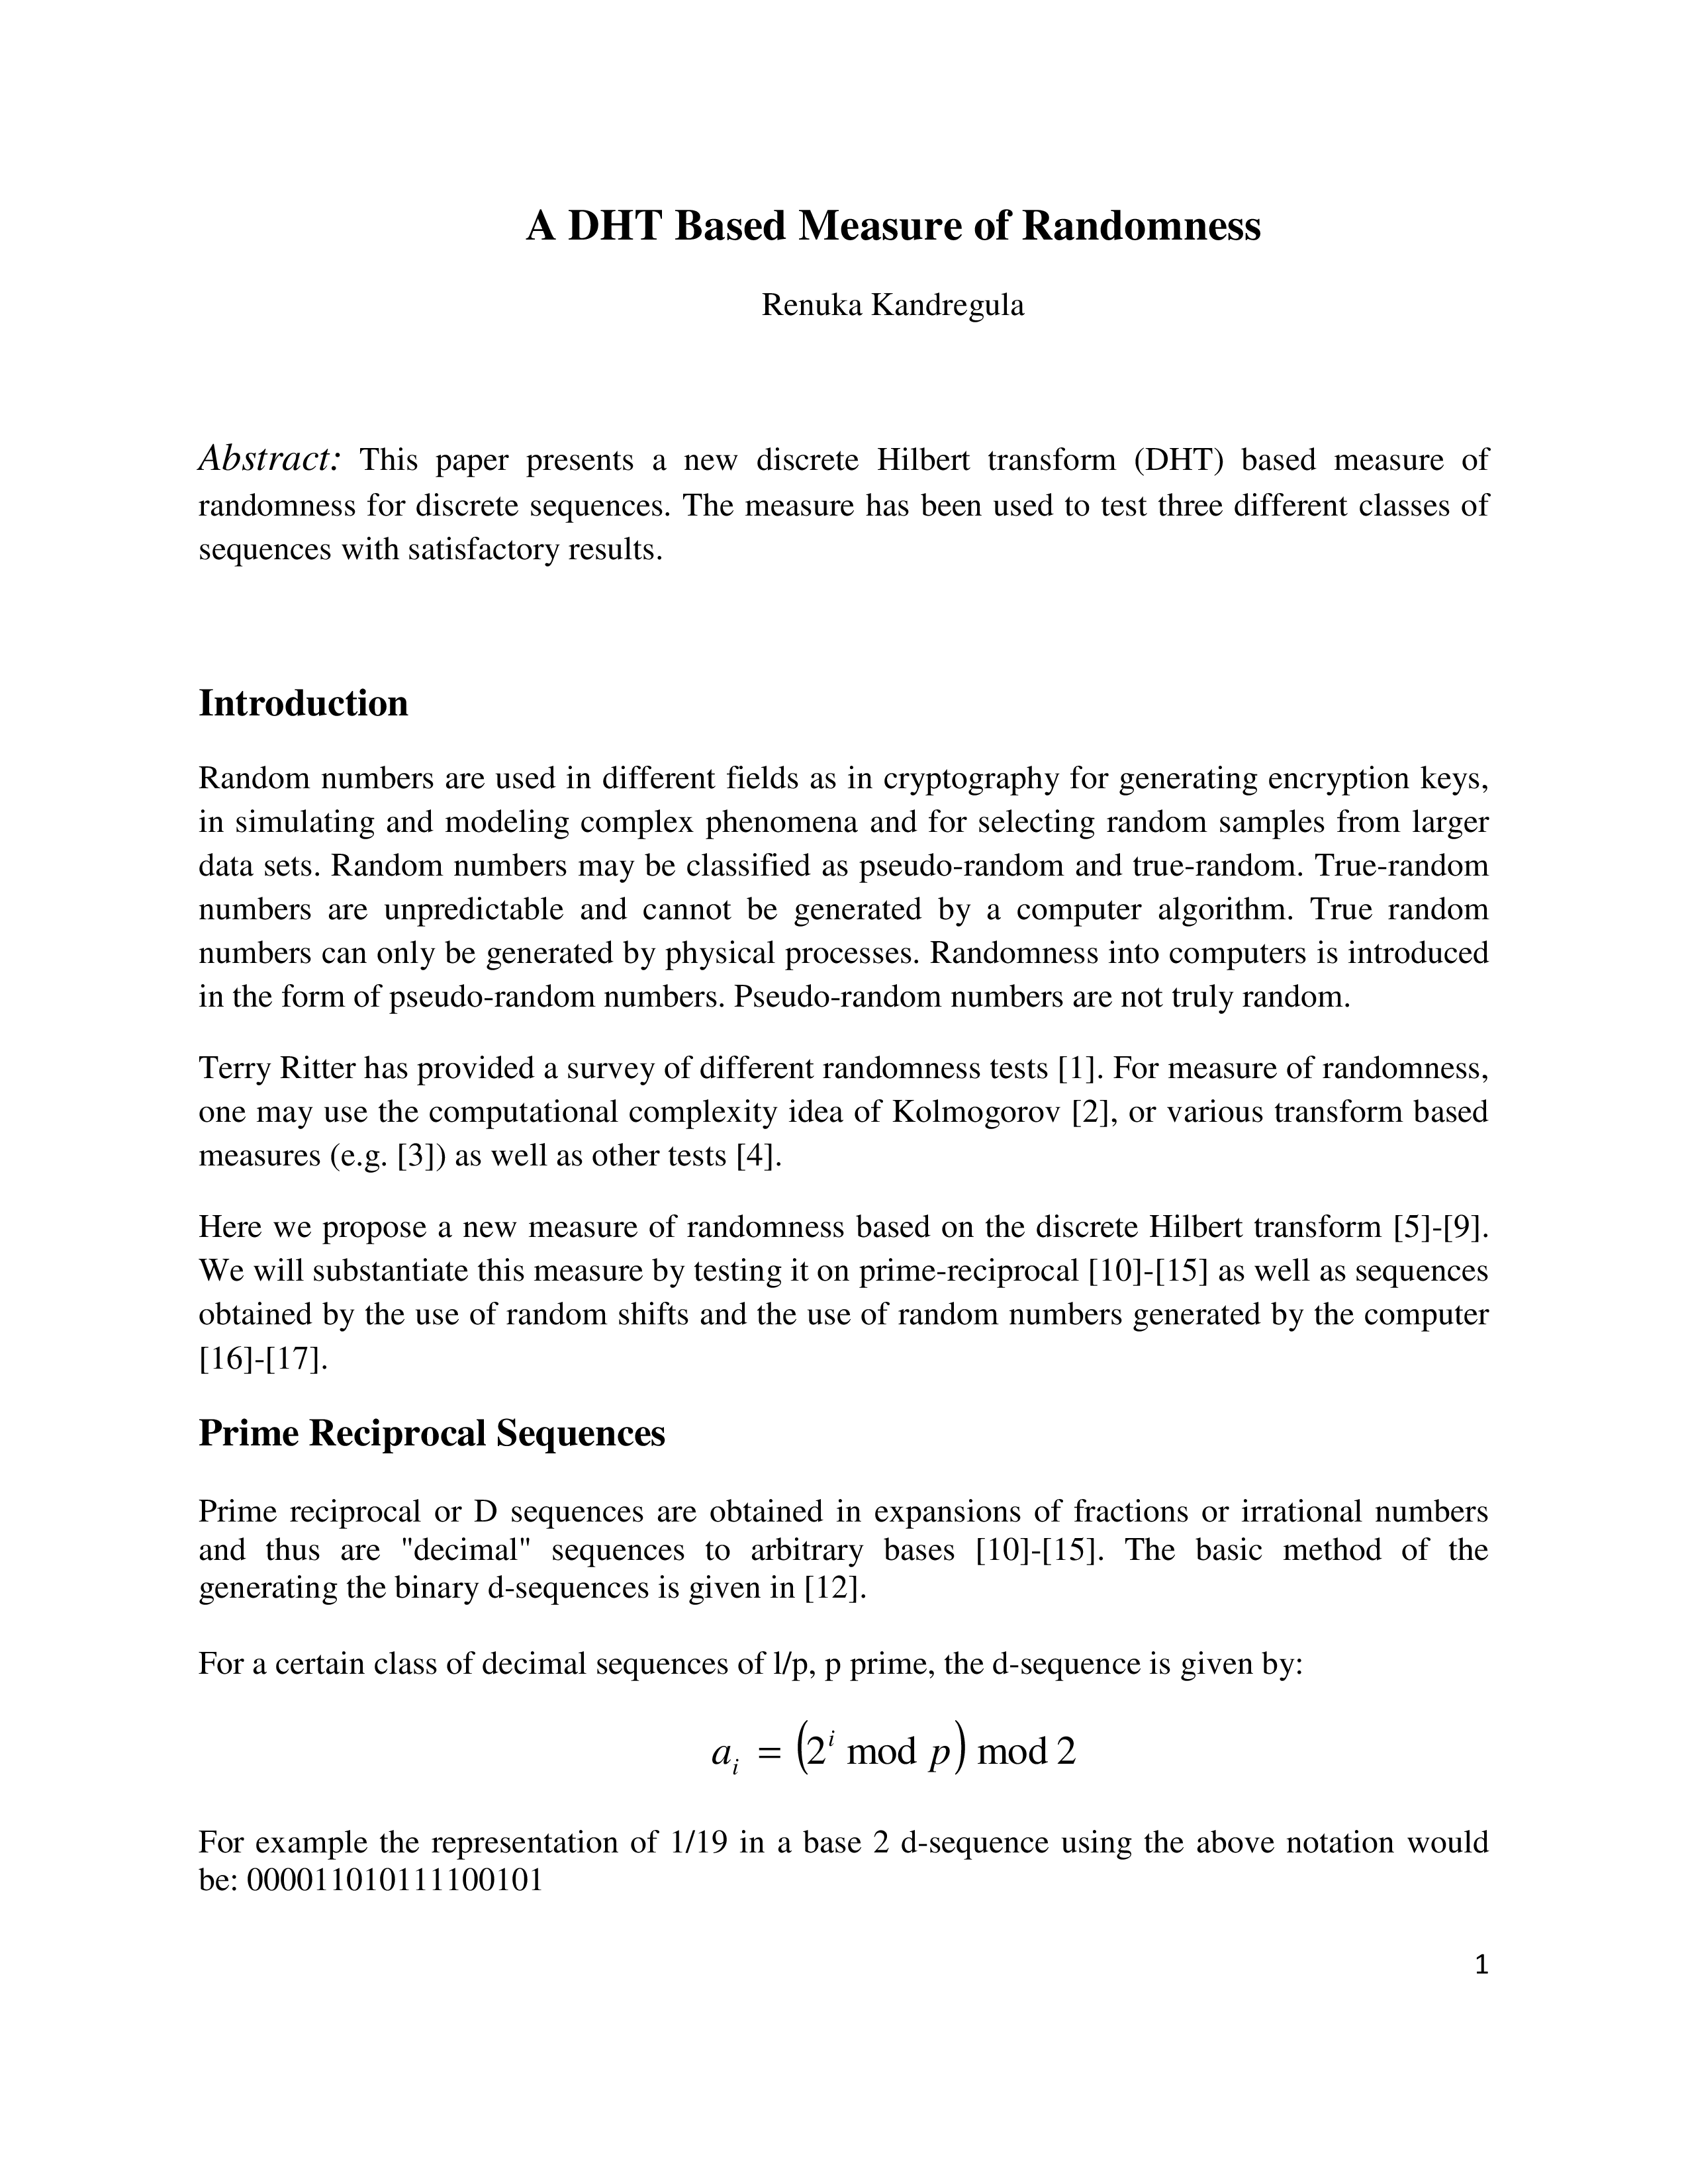 A DHT Based Measure of Randomness
Renuka Kandregula
Abstract: This paper presents a new discrete Hilbert transform (DHT) based measure of
randomness for discrete sequences. The measure has been used to test three different classes of
sequences with satisfactory results.
Introduction
Random numbers are used in different fields as in cryptography for generating encryption keys,
in simulating and modeling complex phenomena and for selecting random samples from larger
data sets. Random numbers may be classified as pseudo-random and true-random. True-random
numbers are unpredictable and cannot be generated by a computer algorithm. True random
numbers can only be generated by physical processes. Randomness into computers is introduced
in the form of pseudo-random numbers. Pseudo-random numbers are not truly random.
Terry Ritter has provided a survey of different randomness tests [1]. For measure of randomness,
one may use the computational complexity idea of Kolmogorov [2], or various transform based
measures (e.g. [3]) as well as other tests [4].
Here we propose a new measure of randomness based on the discrete Hilbert transform [5]-[9].
We will substantiate this measure by testing it on prime-reciprocal [10]-[15] as well as sequences
obtained by the use of random shifts and the use of random numbers generated by the computer
[16]-[17].
Prime Reciprocal Sequences
Prime reciprocal or D sequences are obtained in expansions of fractions or irrational numbers
and thus are "decimal" sequences to arbitrary bases [10]-[15]. The basic method of the
generating the binary d-sequences is given in [12].
For a certain class of decimal sequences of l/p, p prime, the d-sequence is given by:
a_i = (2^i mod p) mod 2
For example the representation of 1/19 in a base 2 d-sequence using the above notation would
be: 000011010111100101
1